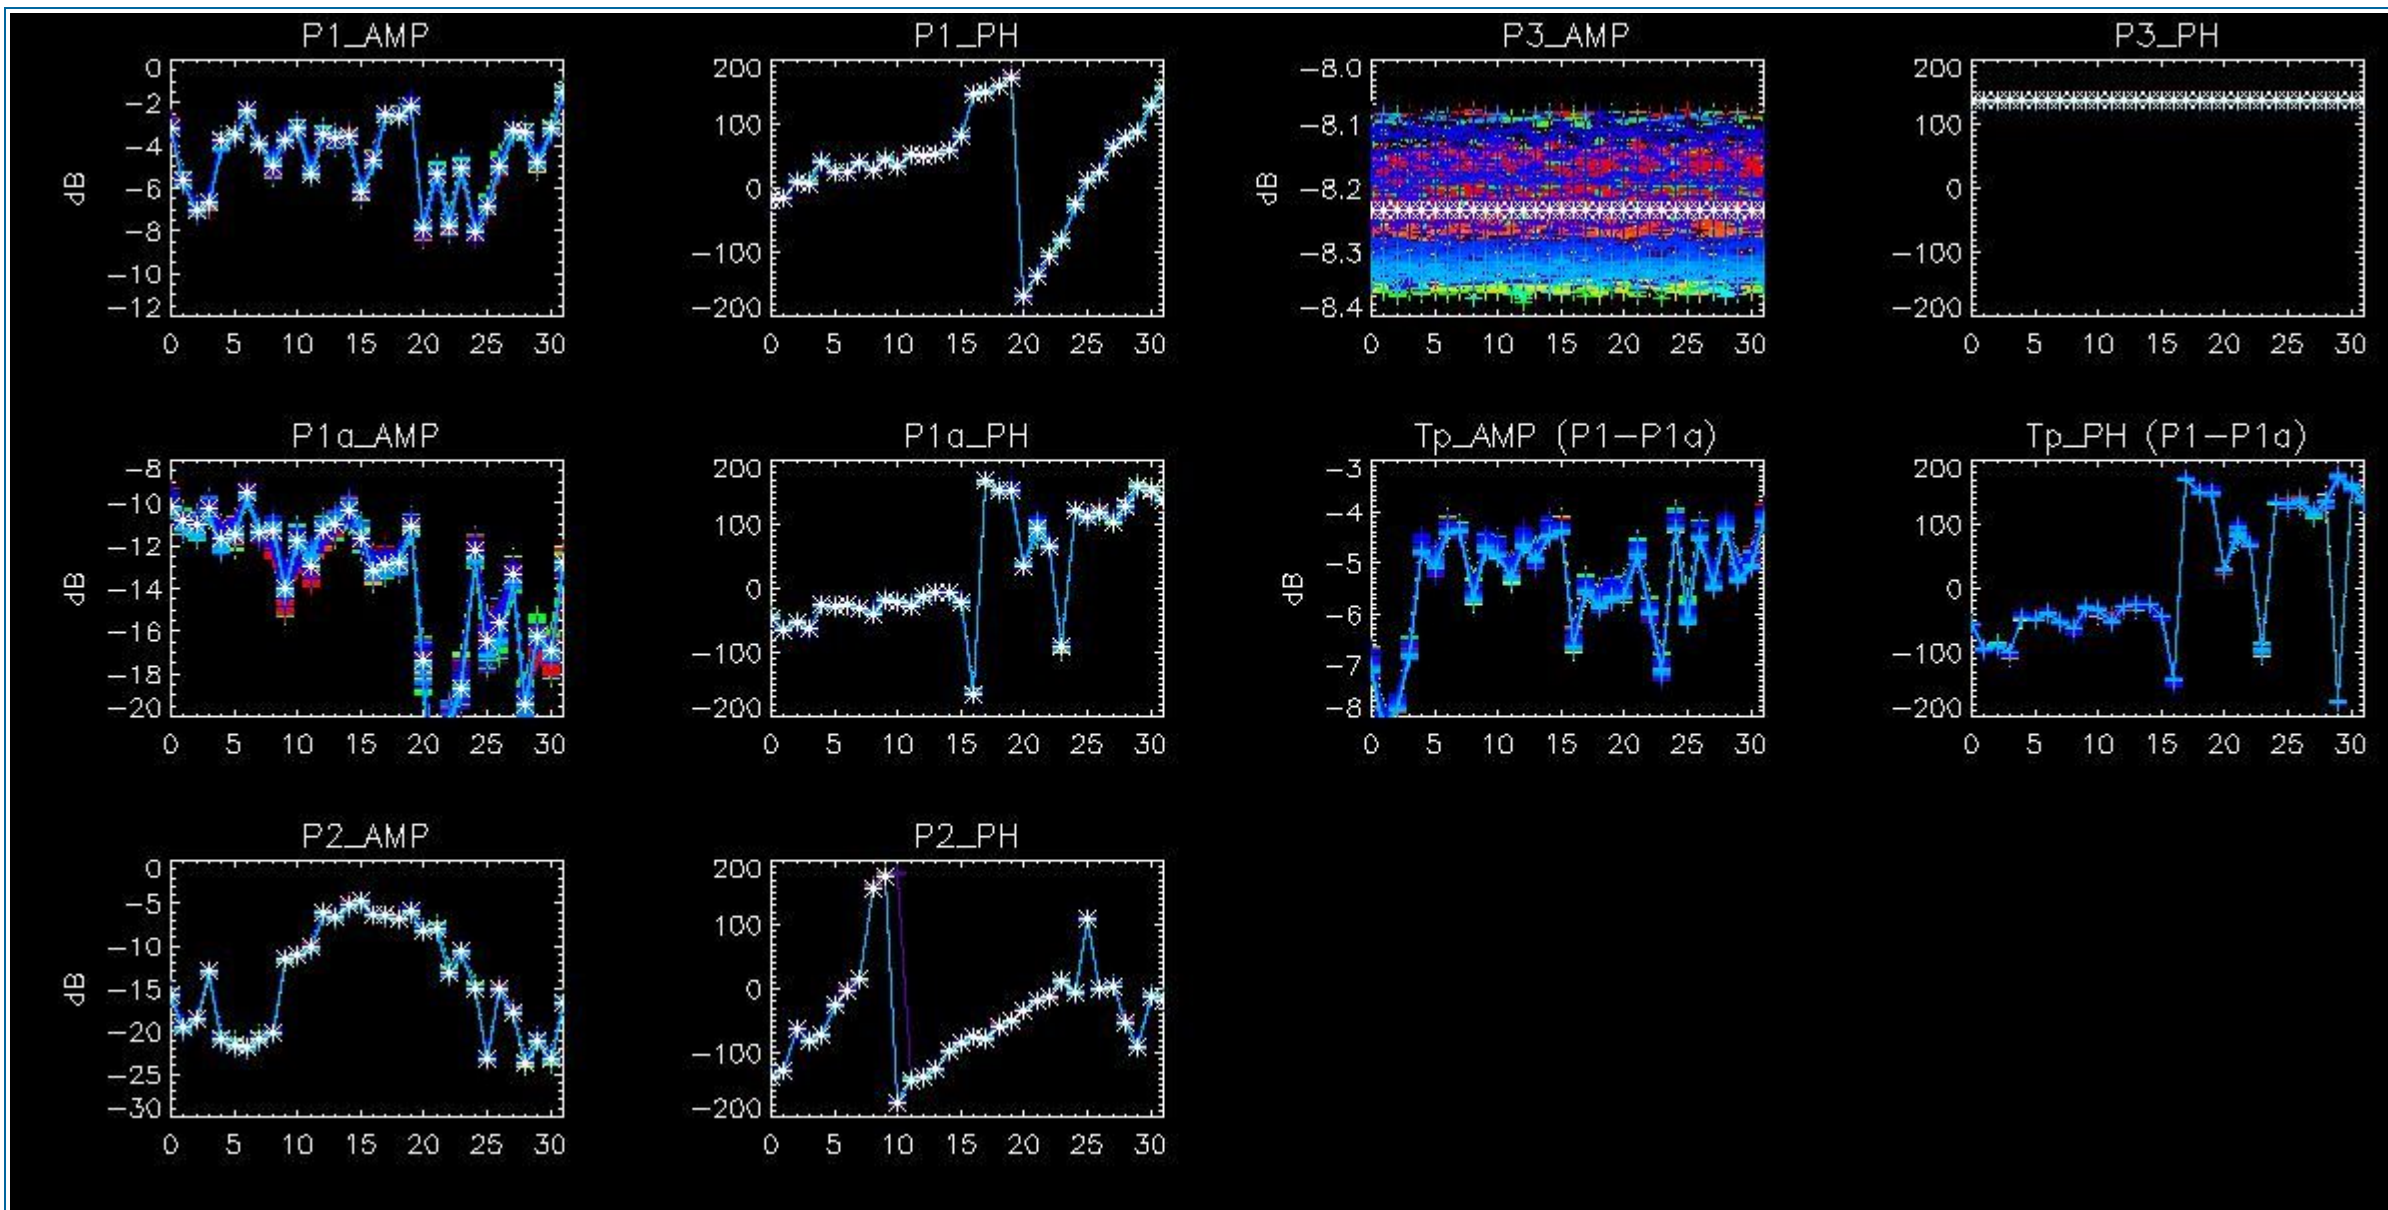 P1_AMP
P1_PH
P3_AMP
P3_PH
dB
0
−2
−4
−6
−8
−10
−12
0 5 10 15 20 25 30
200
100
0
−100
−200
0 5 10 15 20 25 30
dB
−8.0
−8.1
−8.2
−8.3
−8.4
0 5 10 15 20 25 30
200
100
0
−100
−200
0 5 10 15 20 25 30
P1a_AMP
P1a_PH
Tp_AMP (P1−P1a)
Tp_PH (P1−P1a)
dB
−8
−10
−12
−14
−16
−18
−20
0 5 10 15 20 25 30
200
100
0
−100
−200
0 5 10 15 20 25 30
dB
−3
−4
−5
−6
−7
−8
0 5 10 15 20 25 30
200
100
0
−100
−200
0 5 10 15 20 25 30
P2_AMP
P2_PH
dB
0
−5
−10
−15
−20
−25
−30
0 5 10 15 20 25 30
200
100
0
−100
−200
0 5 10 15 20 25 30